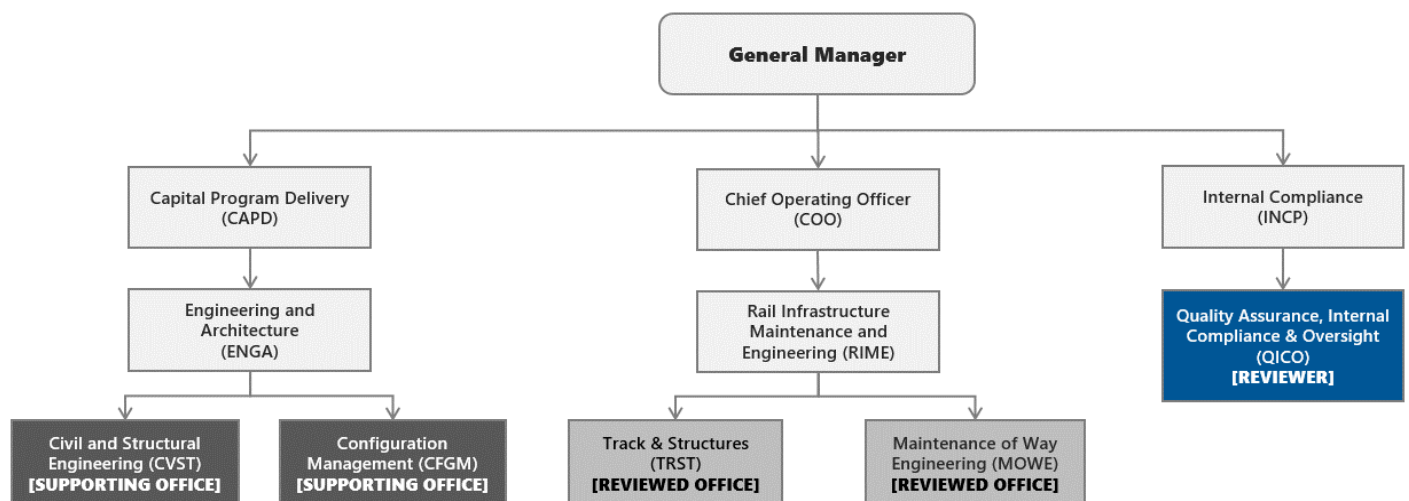 General Manager
Capital Program Delivery
(CAPD)
Chief Operating Officer
(COO)
Internal Compliance
(INCP)
Engineering and
Architecture
(ENGA)
Rail Infrastructure
Maintenance and
Engineering (RIME)
Quality Assurance, Internal
Compliance & Oversight
(QICO)
[REVIEWER]
Civil and Structural
Engineering (CVST)
[SUPPORTING OFFICE]
Configuration
Management (CFGM)
[SUPPORTING OFFICE]
Track & Structures
(TRST)
[REVIEWED OFFICE]
Maintenance of Way
Engineering (MOWE)
[REVIEWED OFFICE]